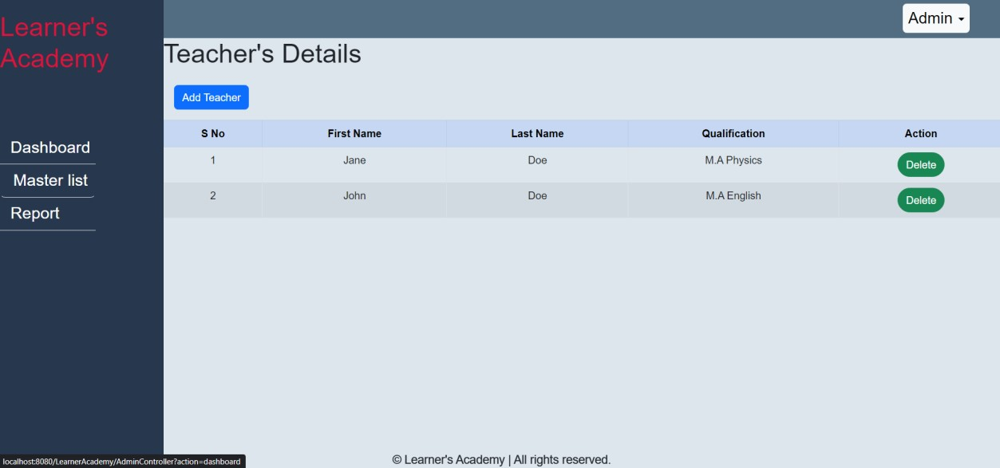 Learner's
Academy
Admin
Teacher's Details
Add Teacher
S No First Name Last Name Qualification Action
1 Jane Doe M.A Physics Delete
2 John Doe M.A English Delete
Dashboard
Master list
Report
© Learner's Academy | All rights reserved.
localhost:8080/LearnerAcademy/AdminController?action=dashboard